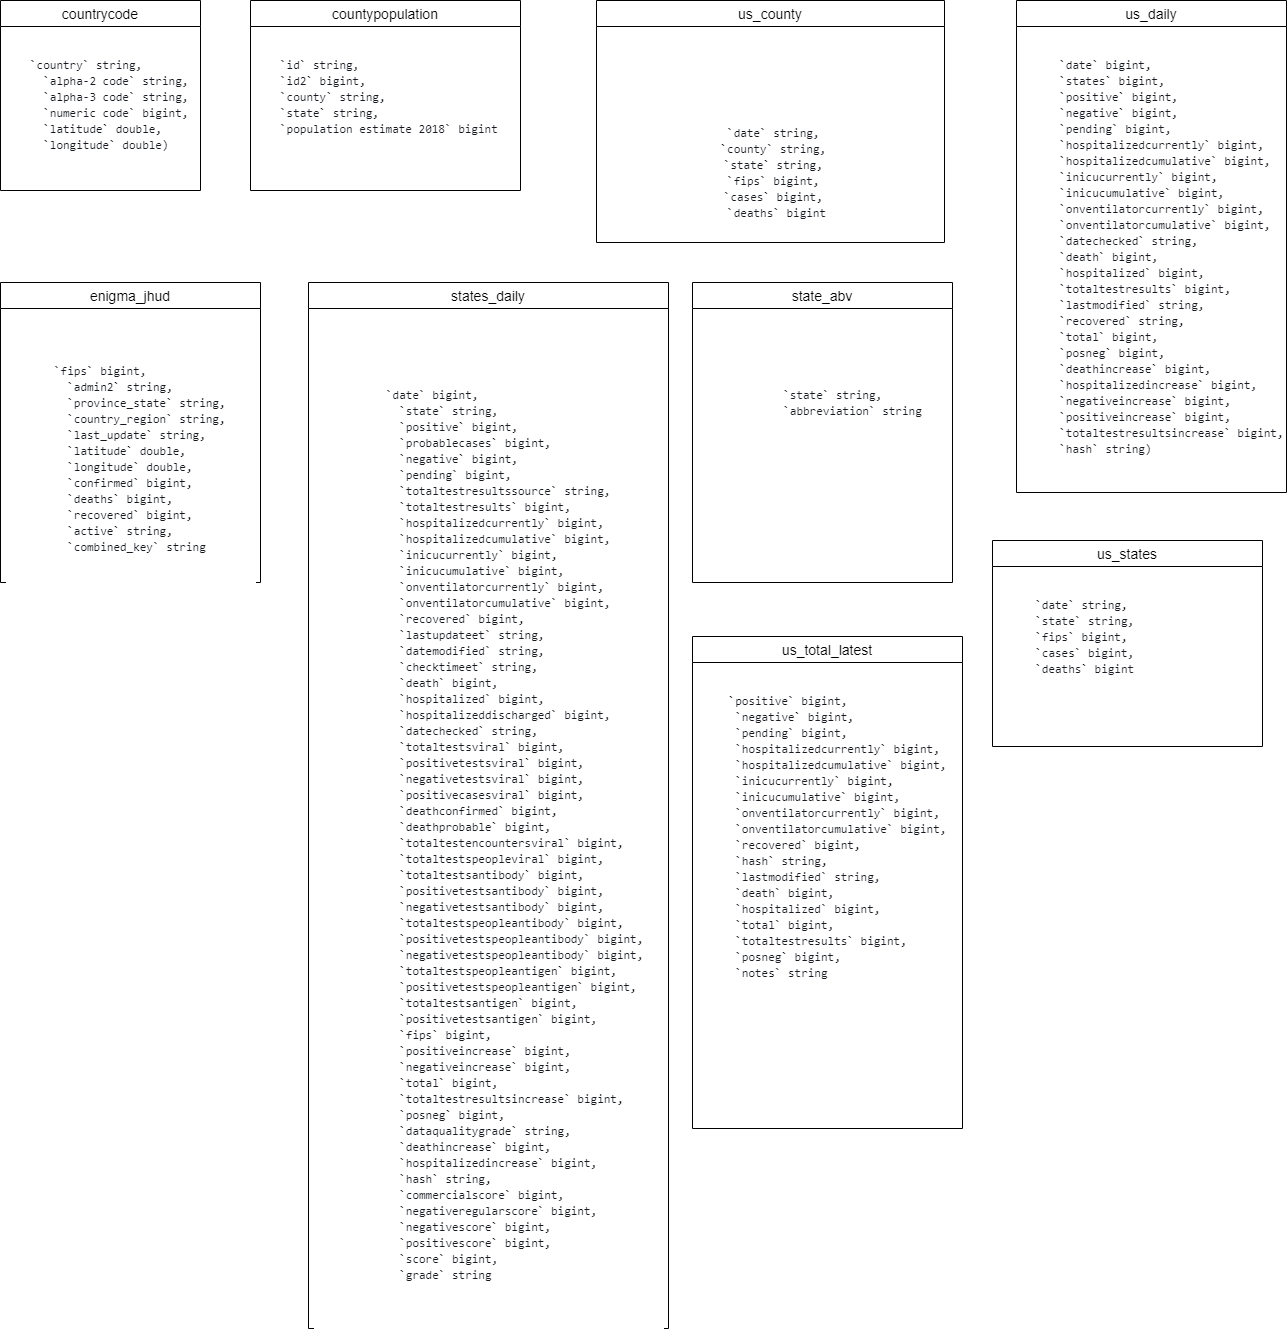 countrycode
`country` string,
`alpha-2 code` string,
`alpha-3 code` string,
`numeric code` bigint,
`latitude` double,
`longitude` double)
countypopulation
`id` string,
`id2` bigint,
`county` string,
`state` string,
`population estimate 2018` bigint
us_county
`date` string,
`county` string,
`state` string,
`fips` bigint,
`cases` bigint,
`deaths` bigint
us_daily
`date` bigint,
`states` bigint,
`positive` bigint,
`negative` bigint,
`pending` bigint,
`hospitalizedcurrently` bigint,
`hospitalizedcumulative` bigint,
`inicucurrently` bigint,
`inicucumulative` bigint,
`onventilatorcurrently` bigint,
`onventilatorcumulative` bigint,
`datechecked` string,
`death` bigint,
`hospitalized` bigint,
`totaltestresults` bigint,
`lastmodified` string,
`recovered` string,
`total` bigint,
`posneg` bigint,
`deathincrease` bigint,
`hospitalizedincrease` bigint,
`negativeincrease` bigint,
`positiveincrease` bigint,
`totaltestresultsincrease` bigint,
`hash` string)
enigma_jhud
`fips` bigint,
`admin2` string,
`province_state` string,
`country_region` string,
`last_update` string,
`latitude` double,
`longitude` double,
`confirmed` bigint,
`deaths` bigint,
`recovered` bigint,
`active` string,
`combined_key` string
states_daily
`date` bigint,
`state` string,
`positive` bigint,
`probablecases` bigint,
`negative` bigint,
`pending` bigint,
`totaltestresultssource` string,
`totaltestresults` bigint,
`hospitalizedcurrently` bigint,
`hospitalizedcumulative` bigint,
`inicucurrently` bigint,
`inicucumulative` bigint,
`onventilatorcurrently` bigint,
`onventilatorcumulative` bigint,
`recovered` bigint,
`lastupdateet` string,
`datemodified` string,
`checktimeet` string,
`death` bigint,
`hospitalized` bigint,
`hospitalizeddischarged` bigint,
`datechecked` string,
`totaltestsviral` bigint,
`positivetestsviral` bigint,
`negativetestsviral` bigint,
`positivecasesviral` bigint,
`deathconfirmed` bigint,
`deathprobable` bigint,
`totaltestencountersviral` bigint,
`totaltestspeopleviral` bigint,
`totaltestsantibody` bigint,
`positivetestsantibody` bigint,
`negativetestsantibody` bigint,
`totaltestspeopleantibody` bigint,
`positivetestspeopleantibody` bigint,
`negativetestspeopleantibody` bigint,
`totaltestspeopleantigen` bigint,
`positivetestspeopleantigen` bigint,
`totaltestsantigen` bigint,
`positivetestsantigen` bigint,
`fips` bigint,
`positiveincrease` bigint,
`negativeincrease` bigint,
`total` bigint,
`totaltestresultsincrease` bigint,
`posneg` bigint,
`dataqualitygrade` string,
`deathincrease` bigint,
`hospitalizedincrease` bigint,
`hash` string,
`commercialscore` bigint,
`negativeregularscore` bigint,
`negativescore` bigint,
`positivescore` bigint,
`score` bigint,
`grade` string
state_abv
`state` string,
`abbreviation` string
us_states
`date` string,
`state` string,
`fips` bigint,
`cases` bigint,
`deaths` bigint
us_total_latest
`positive` bigint,
`negative` bigint,
`pending` bigint,
`hospitalizedcurrently` bigint,
`hospitalizedcumulative` bigint,
`inicucurrently` bigint,
`inicucumulative` bigint,
`onventilatorcurrently` bigint,
`onventilatorcumulative` bigint,
`recovered` bigint,
`hash` string,
`lastmodified` string,
`death` bigint,
`hospitalized` bigint,
`total` bigint,
`totaltestresults` bigint,
`posneg` bigint,
`notes` string